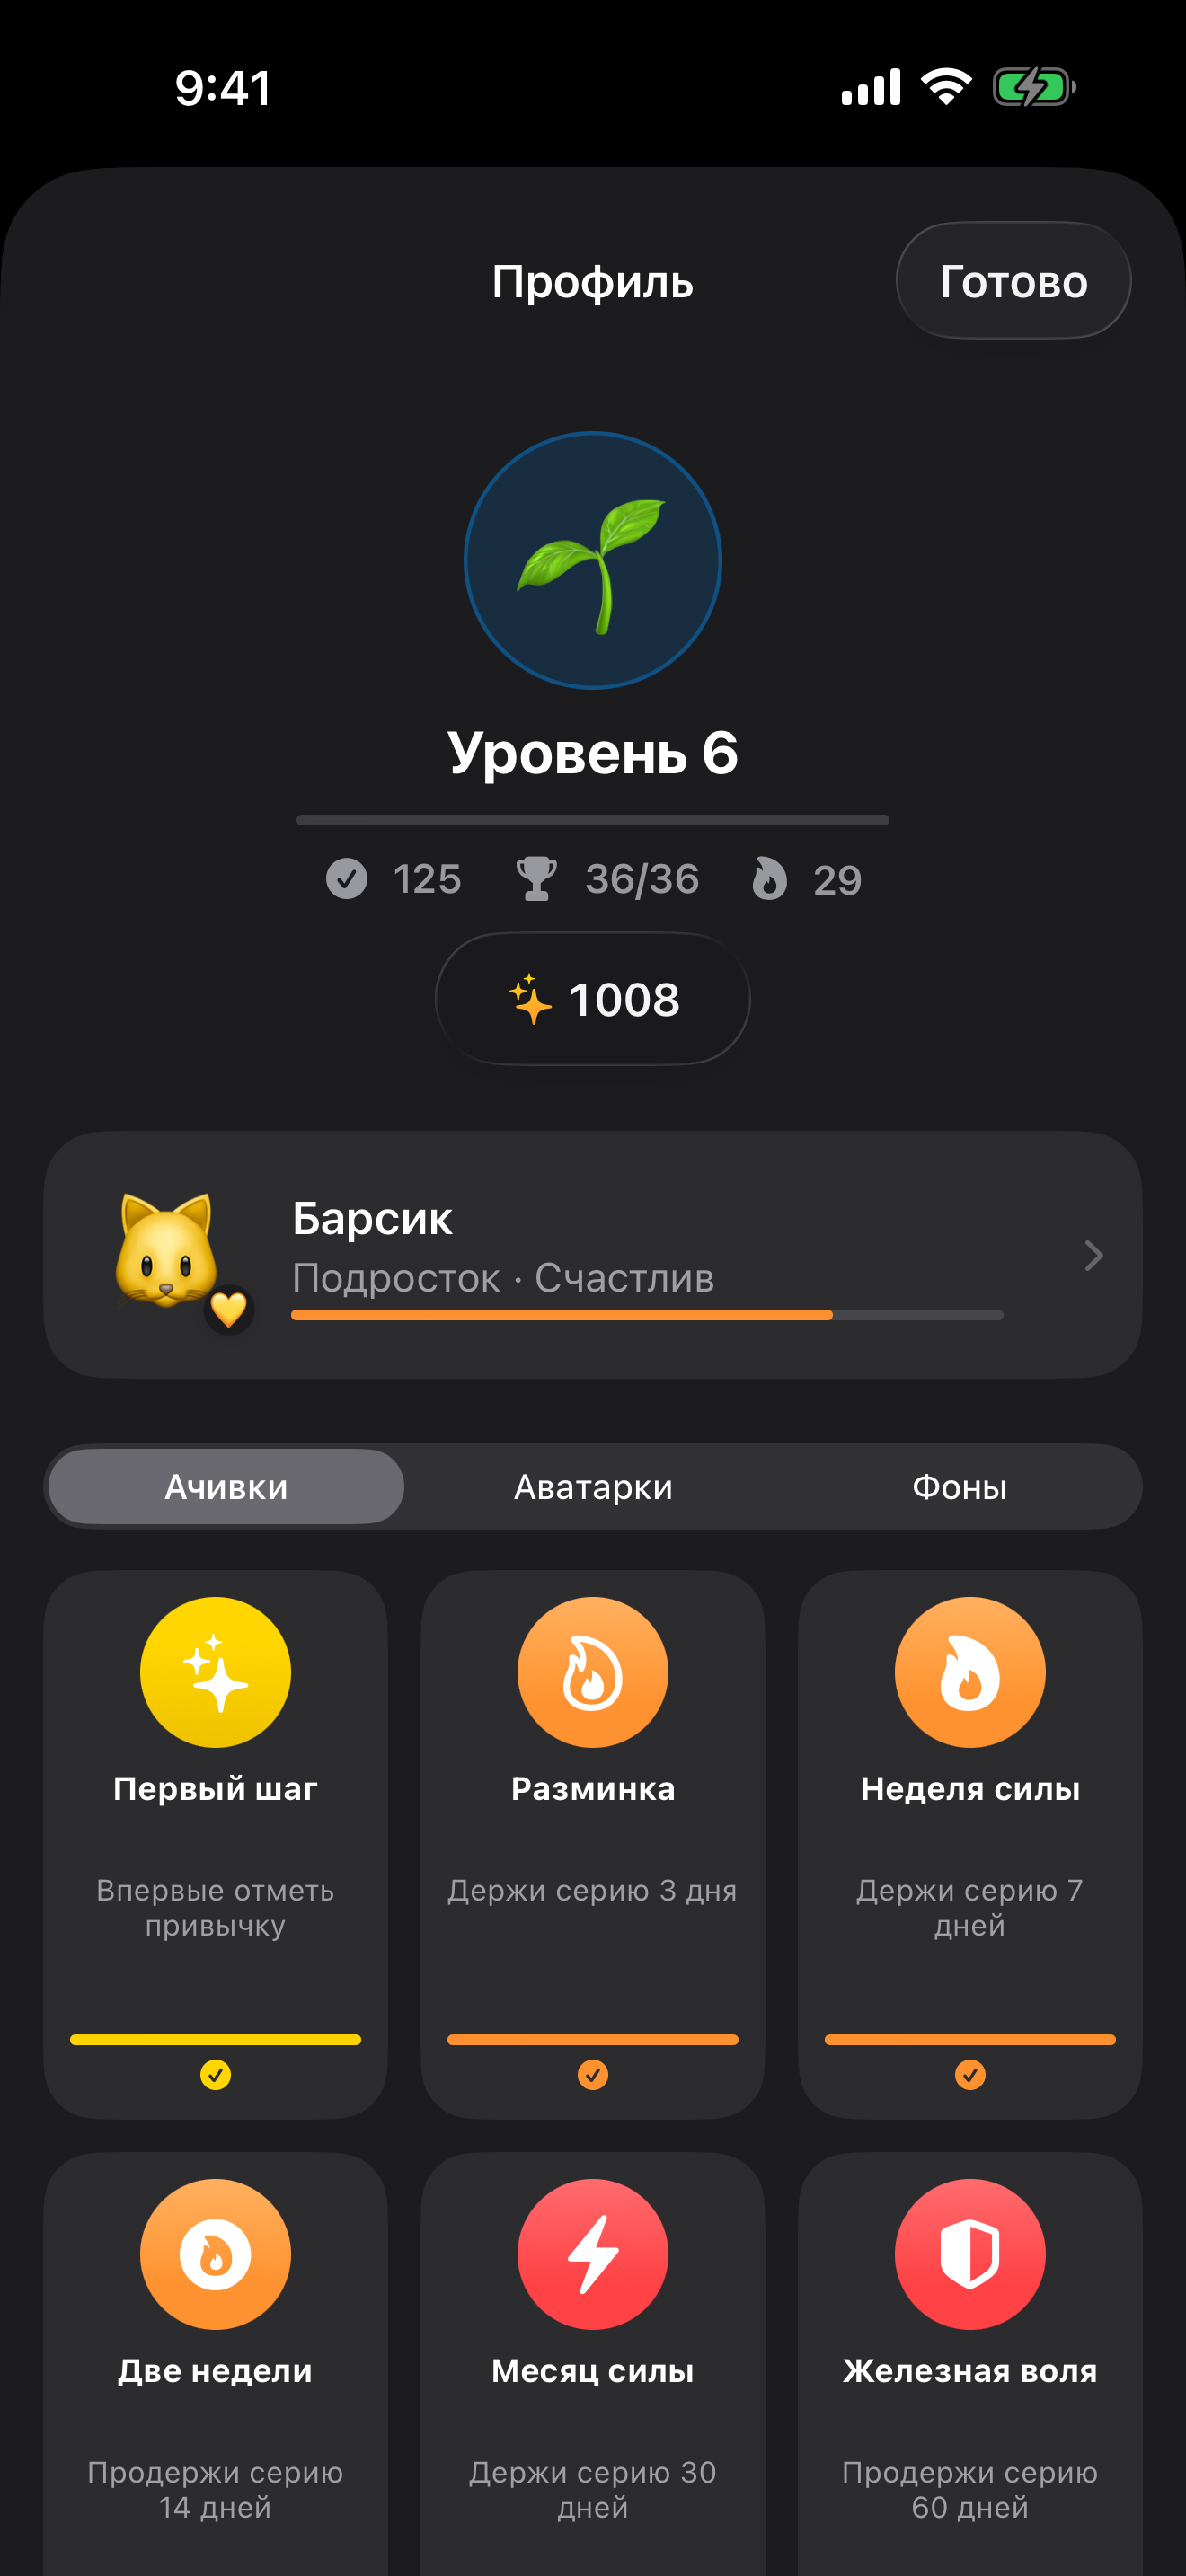 9:41
Профиль
Готово
Уровень 6
125
36/36
29
1 008
Барсик
Подросток · Счастлив
Ачивки
Аватарки
Фоны
Первый шаг
Впервые отметь
привычку
Разминка
Держи серию 3 дня
Неделя силы
Держи серию 7
дней
Две недели
Продержи серию
14 дней
Месяц силы
Держи серию 30
дней
Железная воля
Продержи серию
60 дней